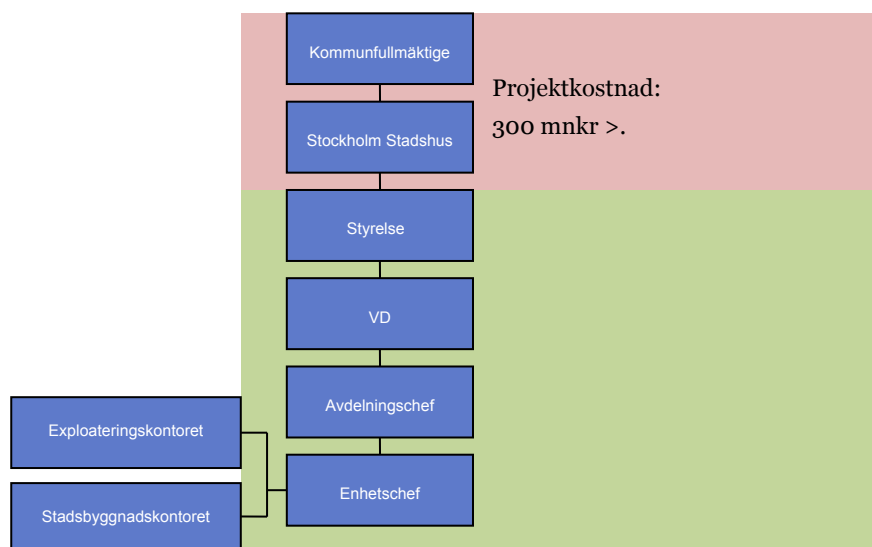 Kommunfullmäktige
Projektkostnad:
300 mnkr >.
Stockholm Stadshus
Styrelse
VD
Avdelningschef
Exploateringskontoret
Enhetschef
Stadsbyggnadskontoret